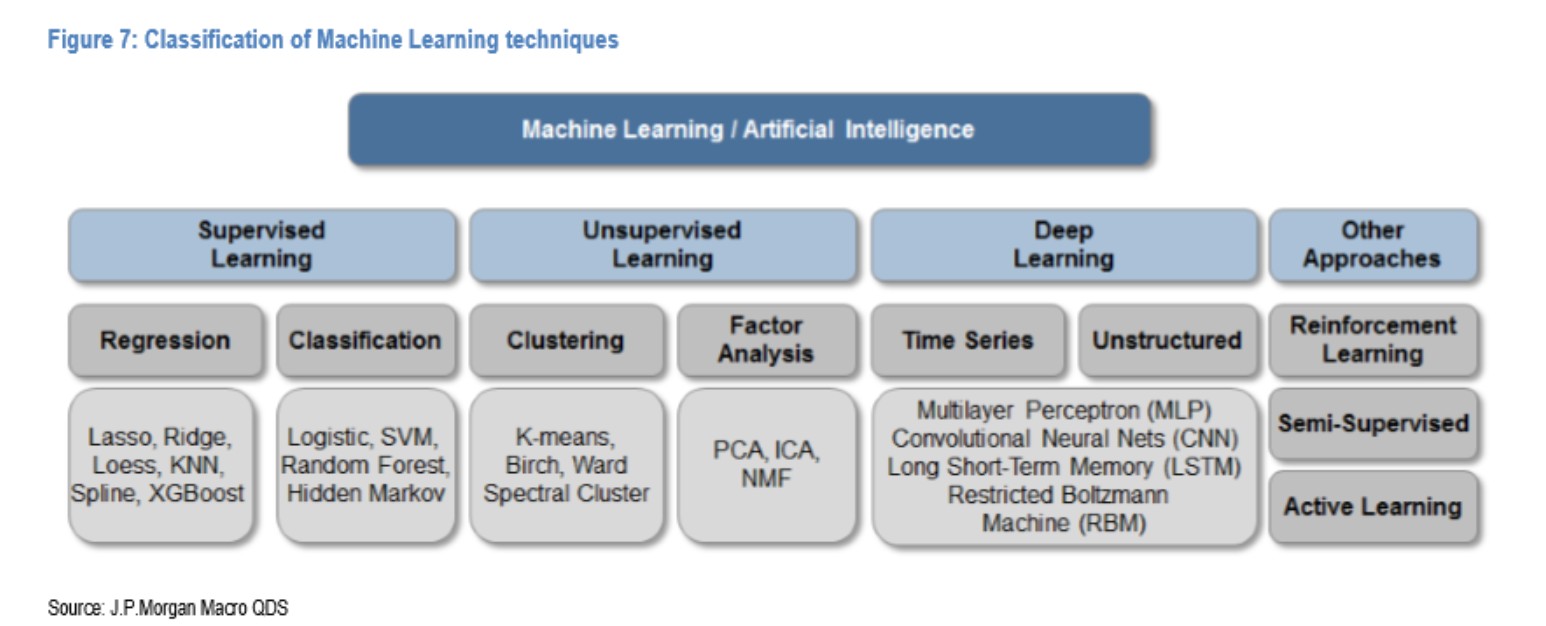 Figure 7: Classification of Machine Learning techniques
Machine Learning / Artificial Intelligence
Supervised
Learning
Unsupervised
Learning
Deep
Learning
Other
Approaches
Regression
Classification
Clustering
Factor
Analysis
Time Series
Unstructured
Reinforcement
Learning
Lasso, Ridge,
Loess, KNN,
Spline, XGBoost
Logistic, SVM,
Random Forest,
Hidden Markov
K-means,
Birch, Ward
Spectral Cluster
PCA, ICA,
NMF
Multilayer Perceptron (MLP)
Convolutional Neural Nets (CNN)
Long Short-Term Memory (LSTM)
Restricted Boltzmann
Machine (RBM)
Semi-Supervised
Active Learning
Source: J.P.Morgan Macro QDS